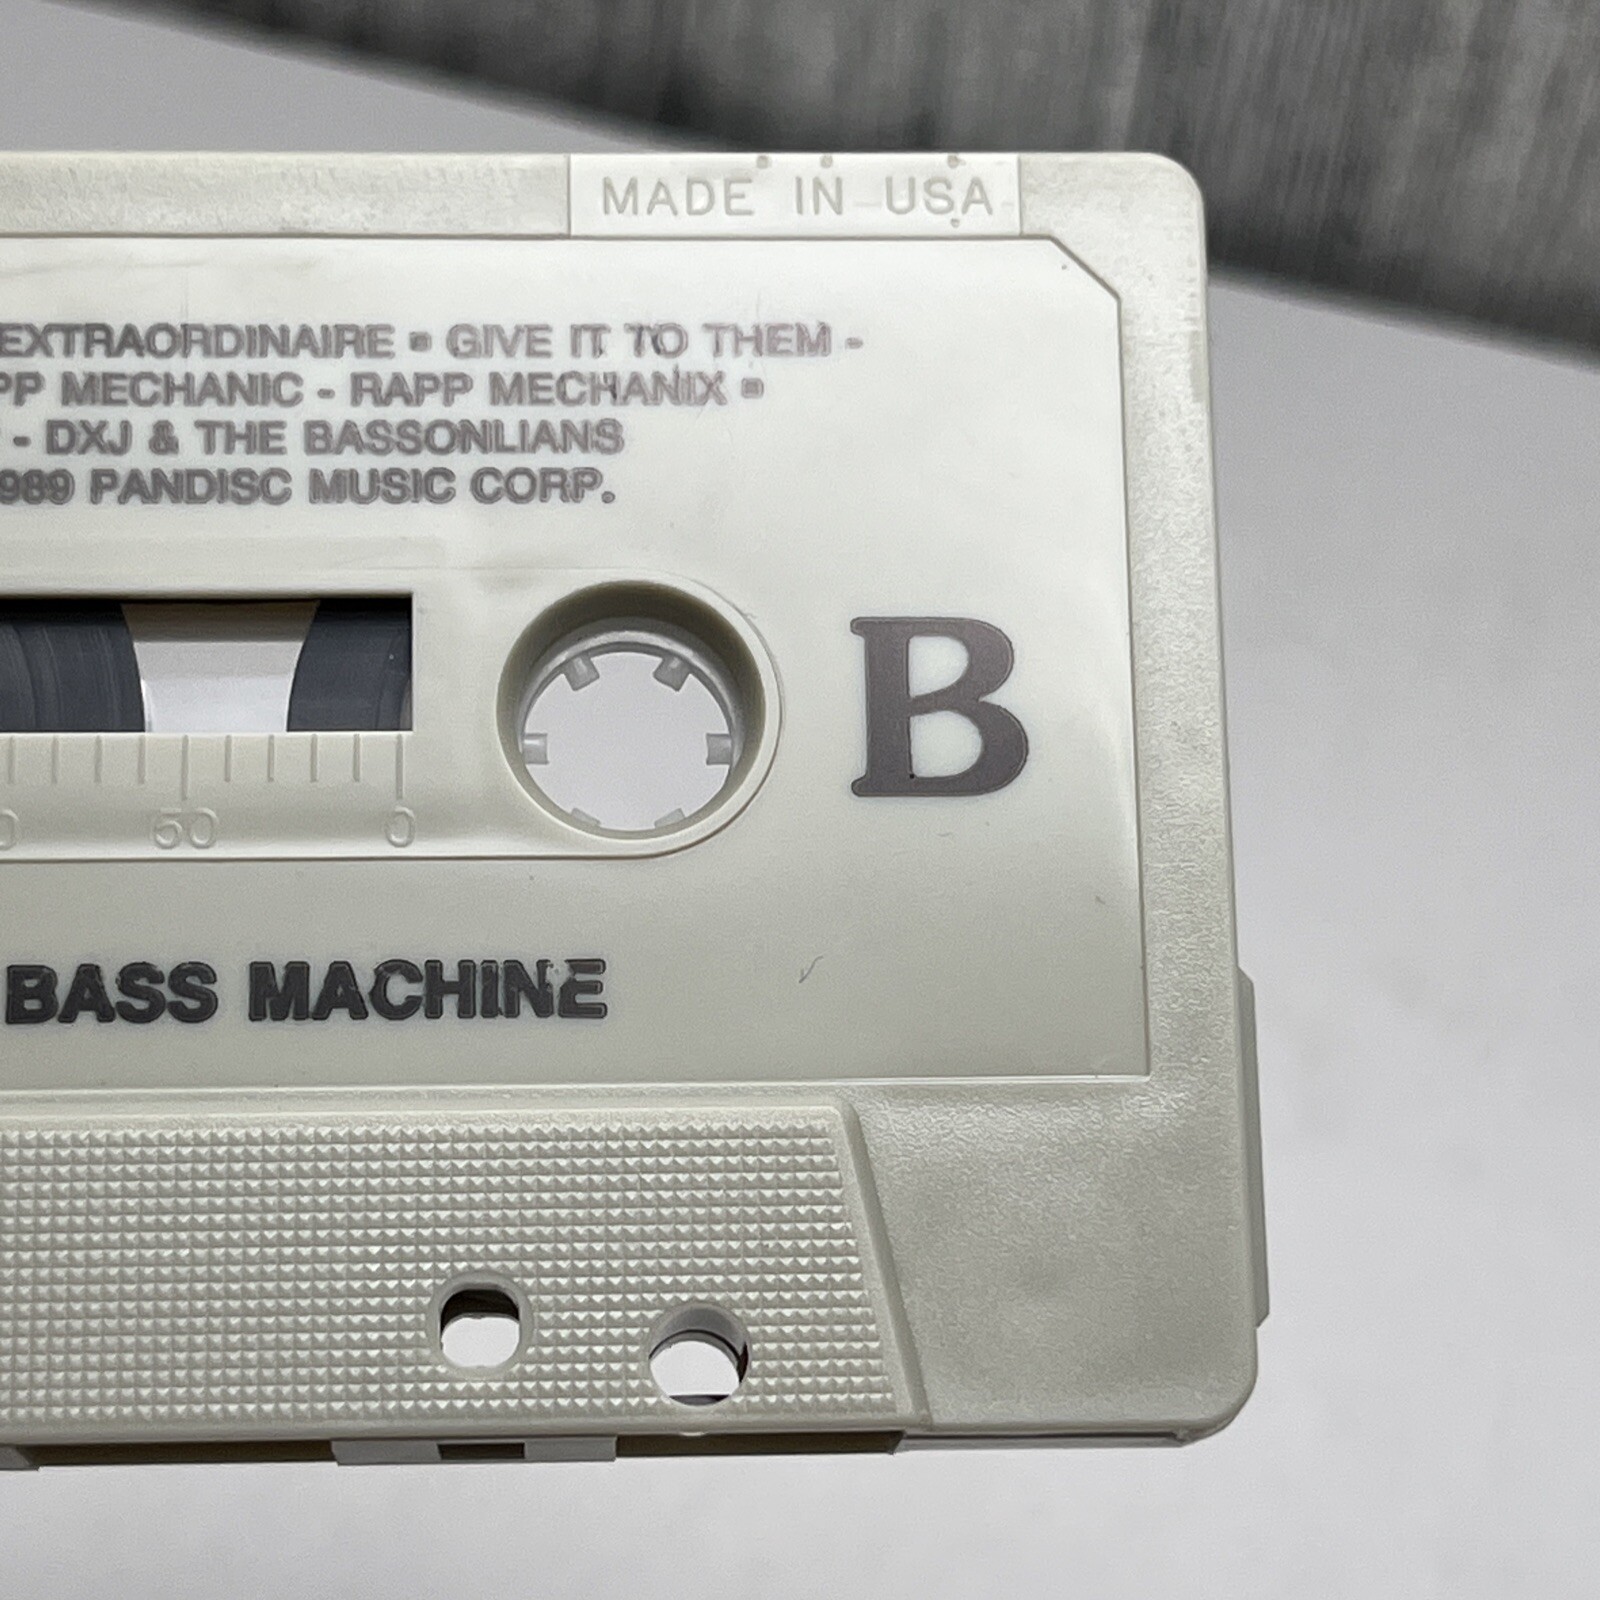 MADE IN USA
EXTRAORDINAIRE ▪ GIVE IT TO THEM -
PP MECHANIC - RAPP MECHANIX ▪
- DXJ & THE BASSONLIANS
989 PANDISC MUSIC CORP.
B
50 0
BASS MACHINE